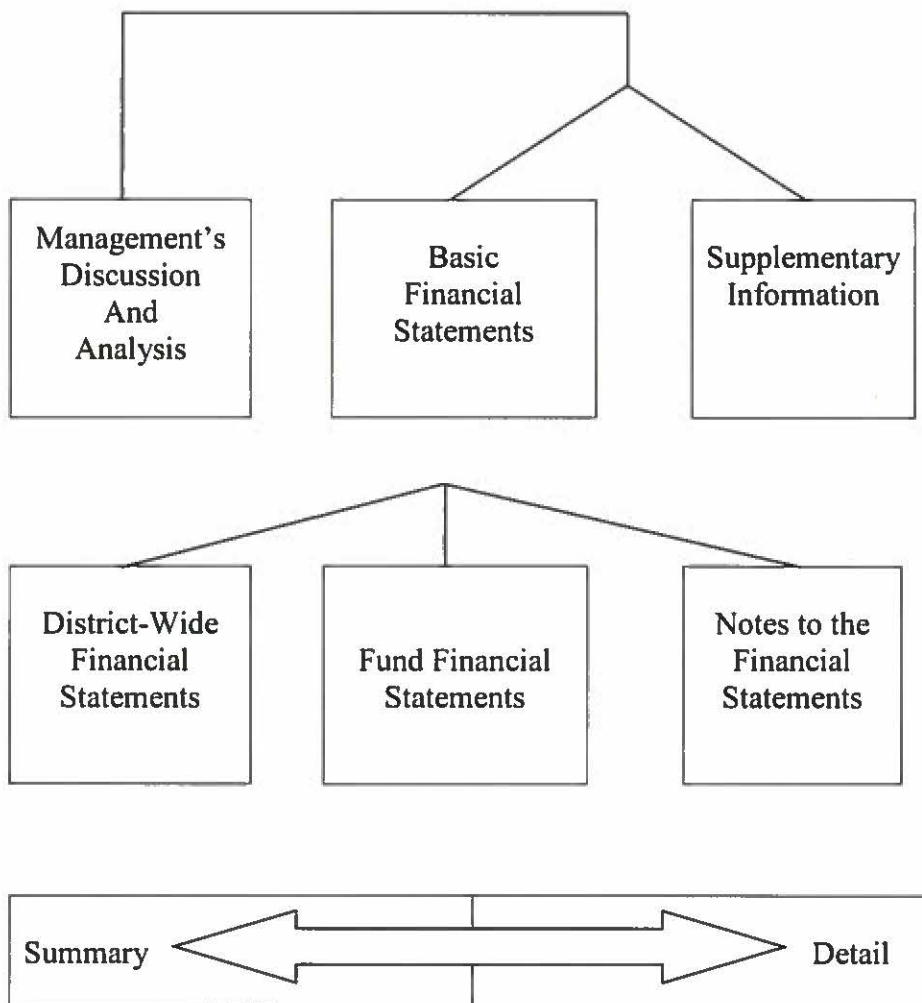 Management's
Discussion
And
Analysis
Basic
Financial
Statements
Supplementary
Information
District-Wide
Financial
Statements
Fund Financial
Statements
Notes to the
Financial
Statements
Summary
Detail